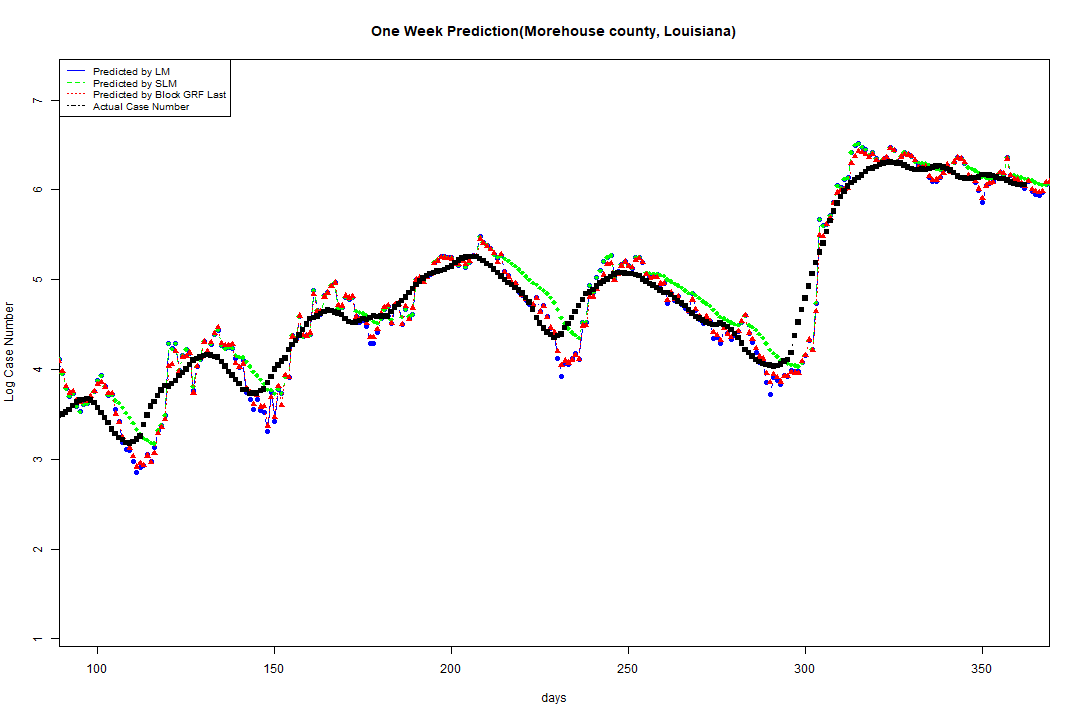 One Week Prediction(Morehouse county, Louisiana)
Predicted by LM
Predicted by SLM
Predicted by Block GRF Last
Actual Case Number
7
6
5
4
3
2
1
Log Case Number
100 150 200 250 300 350
days